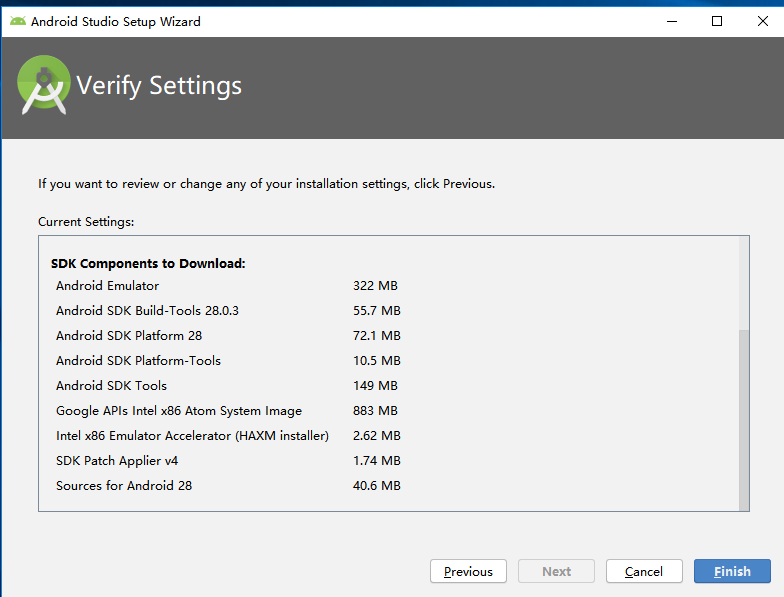 Android Studio Setup Wizard
Verify Settings
If you want to review or change any of your installation settings, click Previous.
Current Settings:
SDK Components to Download:
Android Emulator 322 MB
Android SDK Build-Tools 28.0.3 55.7 MB
Android SDK Platform 28 72.1 MB
Android SDK Platform-Tools 10.5 MB
Android SDK Tools 149 MB
Google APIs Intel x86 Atom System Image 883 MB
Intel x86 Emulator Accelerator (HAXM installer) 2.62 MB
SDK Patch Applier v4 1.74 MB
Sources for Android 28 40.6 MB
Previous Next Cancel Finish